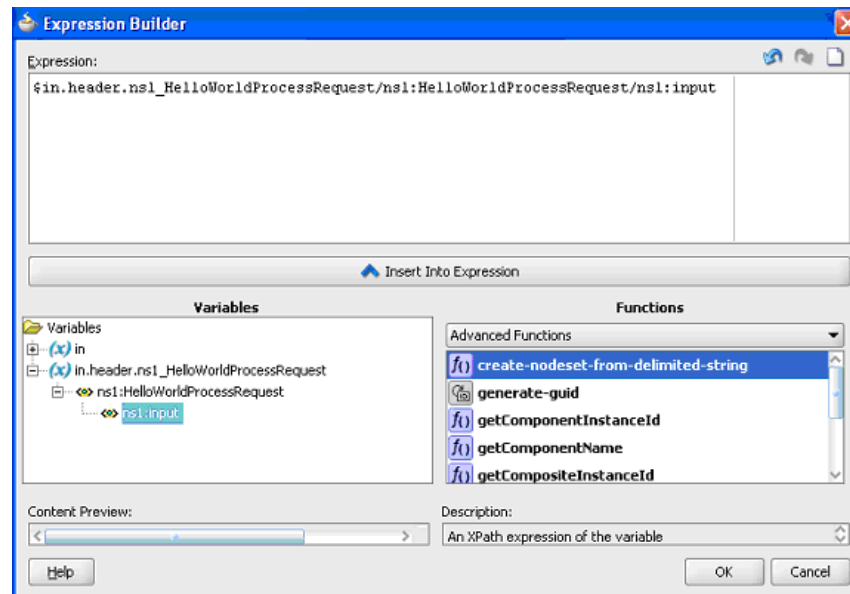 Expression Builder
Expression:
$in.header.ns1_HelloWorldProcessRequest/ns1:HelloWorldProcessRequest/ns1:input
Insert Into Expression
Variables
Variables
(x) in
(x) in.header.ns1_HelloWorldProcessRequest
ns1:HelloWorldProcessRequest
ns1:input
Functions
Advanced Functions
f() create-nodeset-from-delimited-string
generate-guid
f() getComponentInstanceId
f() getComponentName
f() getCompositeInstanceId
Content Preview:
Description:
An XPath expression of the variable
Help
OK
Cancel